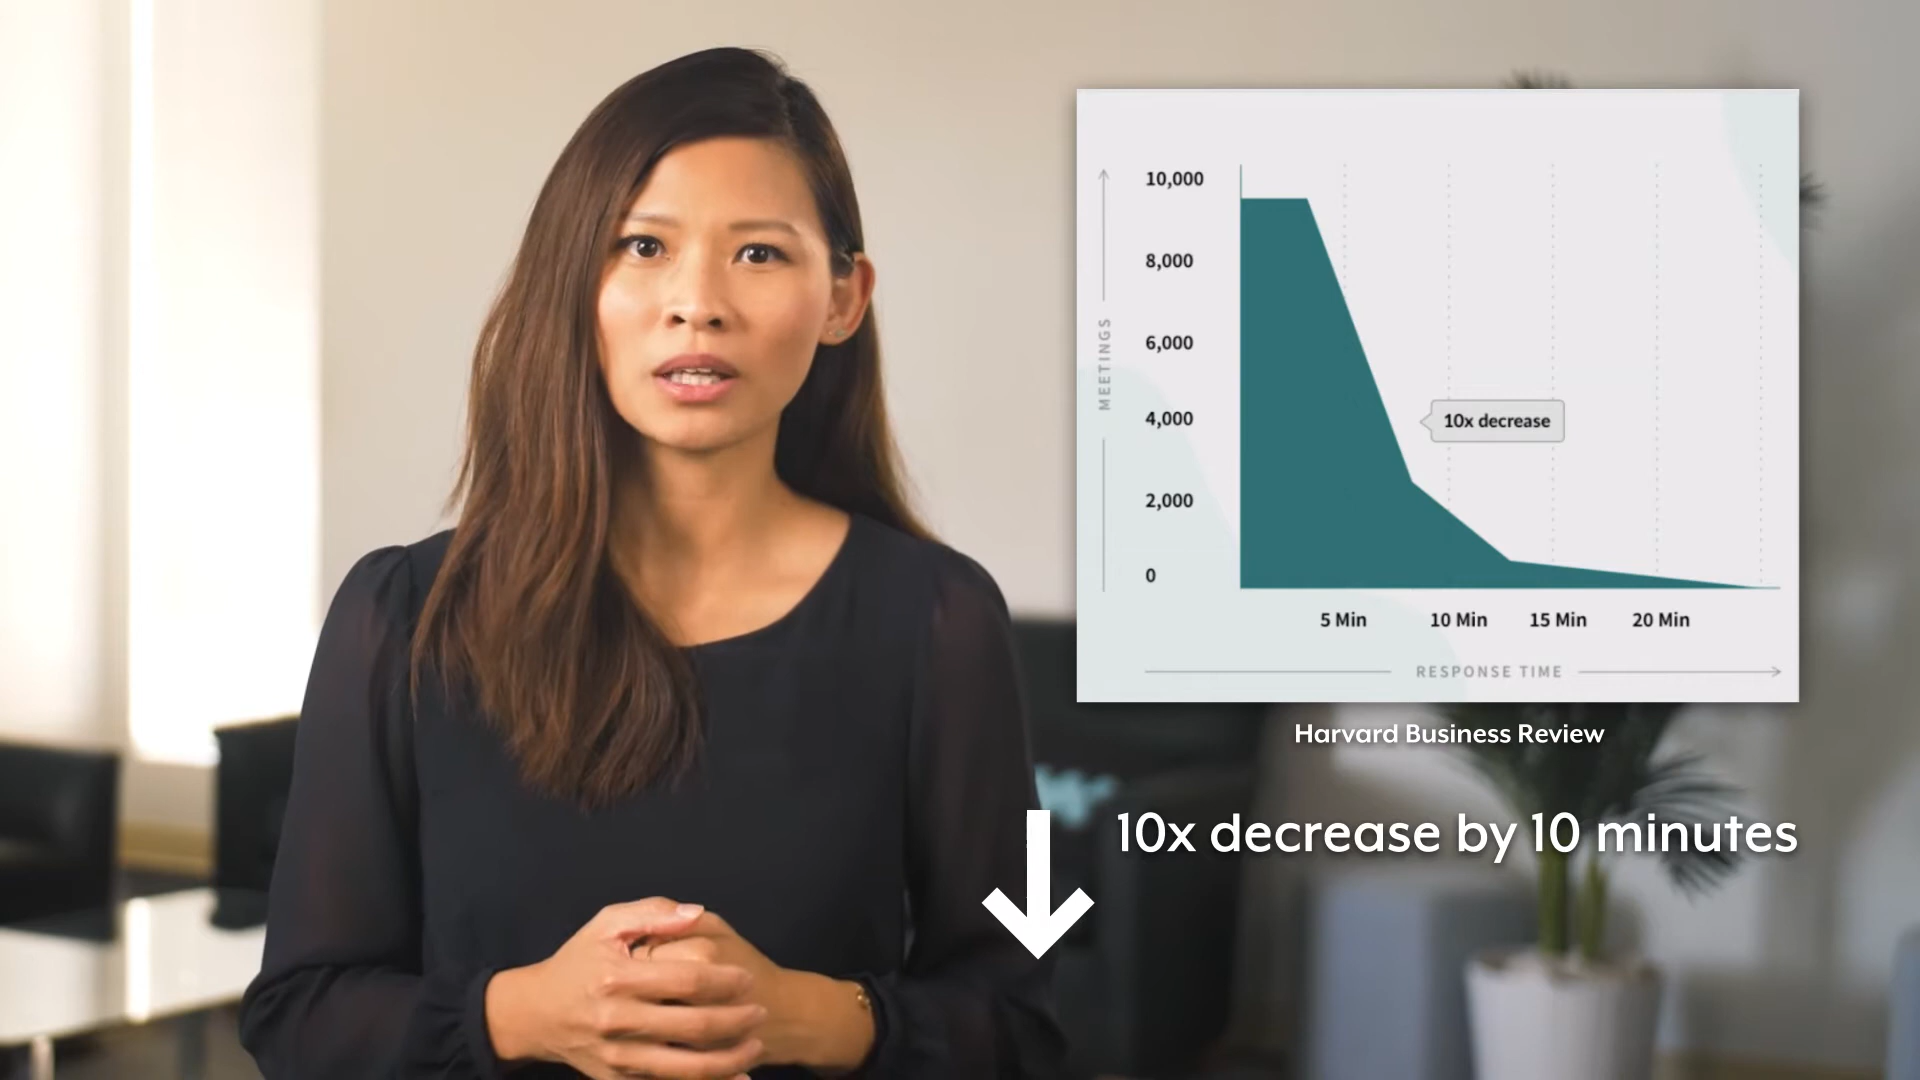 10,000
8,000
6,000
4,000
2,000
0
MEETINGS
10x decrease
5 Min 10 Min 15 Min 20 Min
RESPONSE TIME
Harvard Business Review
10x decrease by 10 minutes